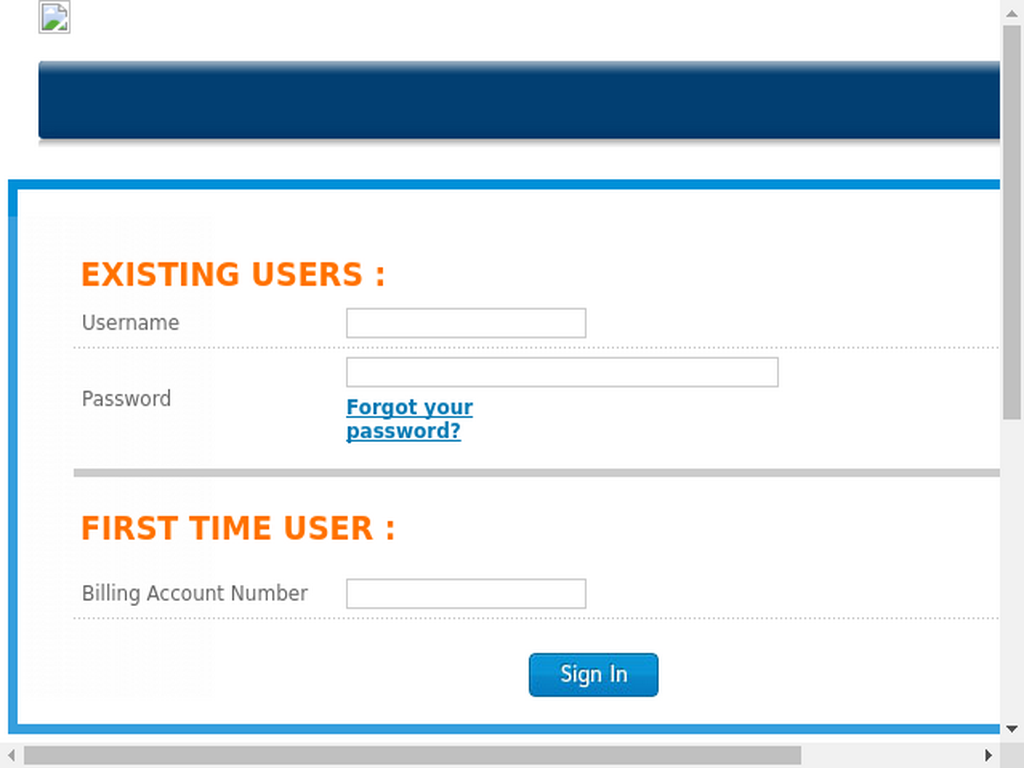 EXISTING USERS :
Username
Password
Forgot your
password?
FIRST TIME USER :
Billing Account Number
Sign In